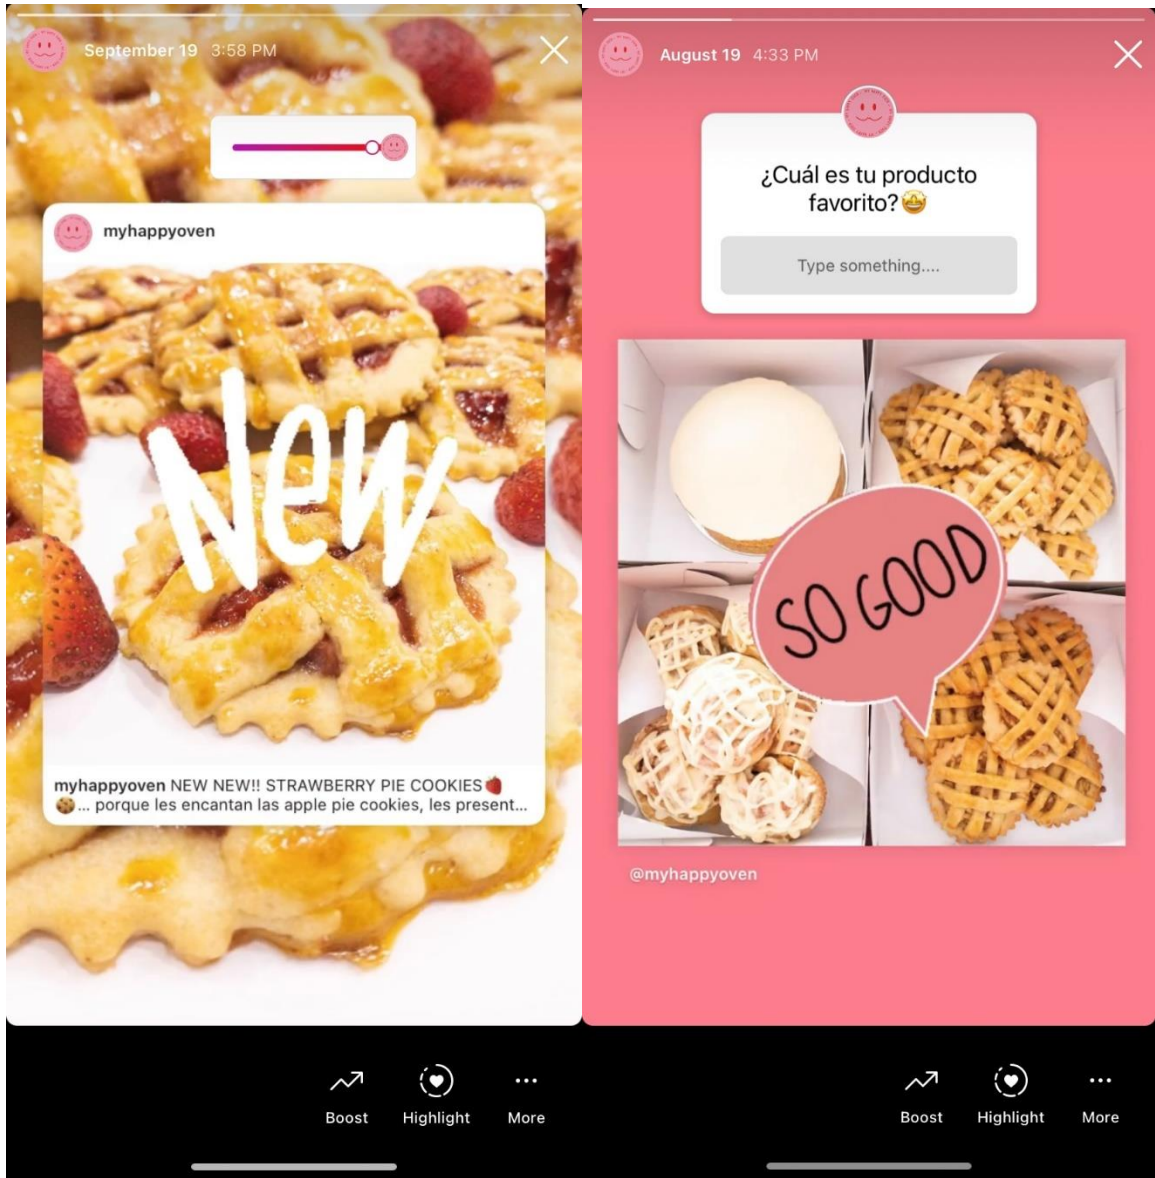 September 19 3:58 PM
myhappyoven
New
myhappyoven NEW NEW!! STRAWBERRY PIE COOKIES🍓
🍪... porque les encantan las apple pie cookies, les present...
Boost Highlight More
August 19 4:33 PM
¿Cuál es tu producto
favorito?🤩
Type something....
SO GOOD
@myhappyoven
Boost Highlight More